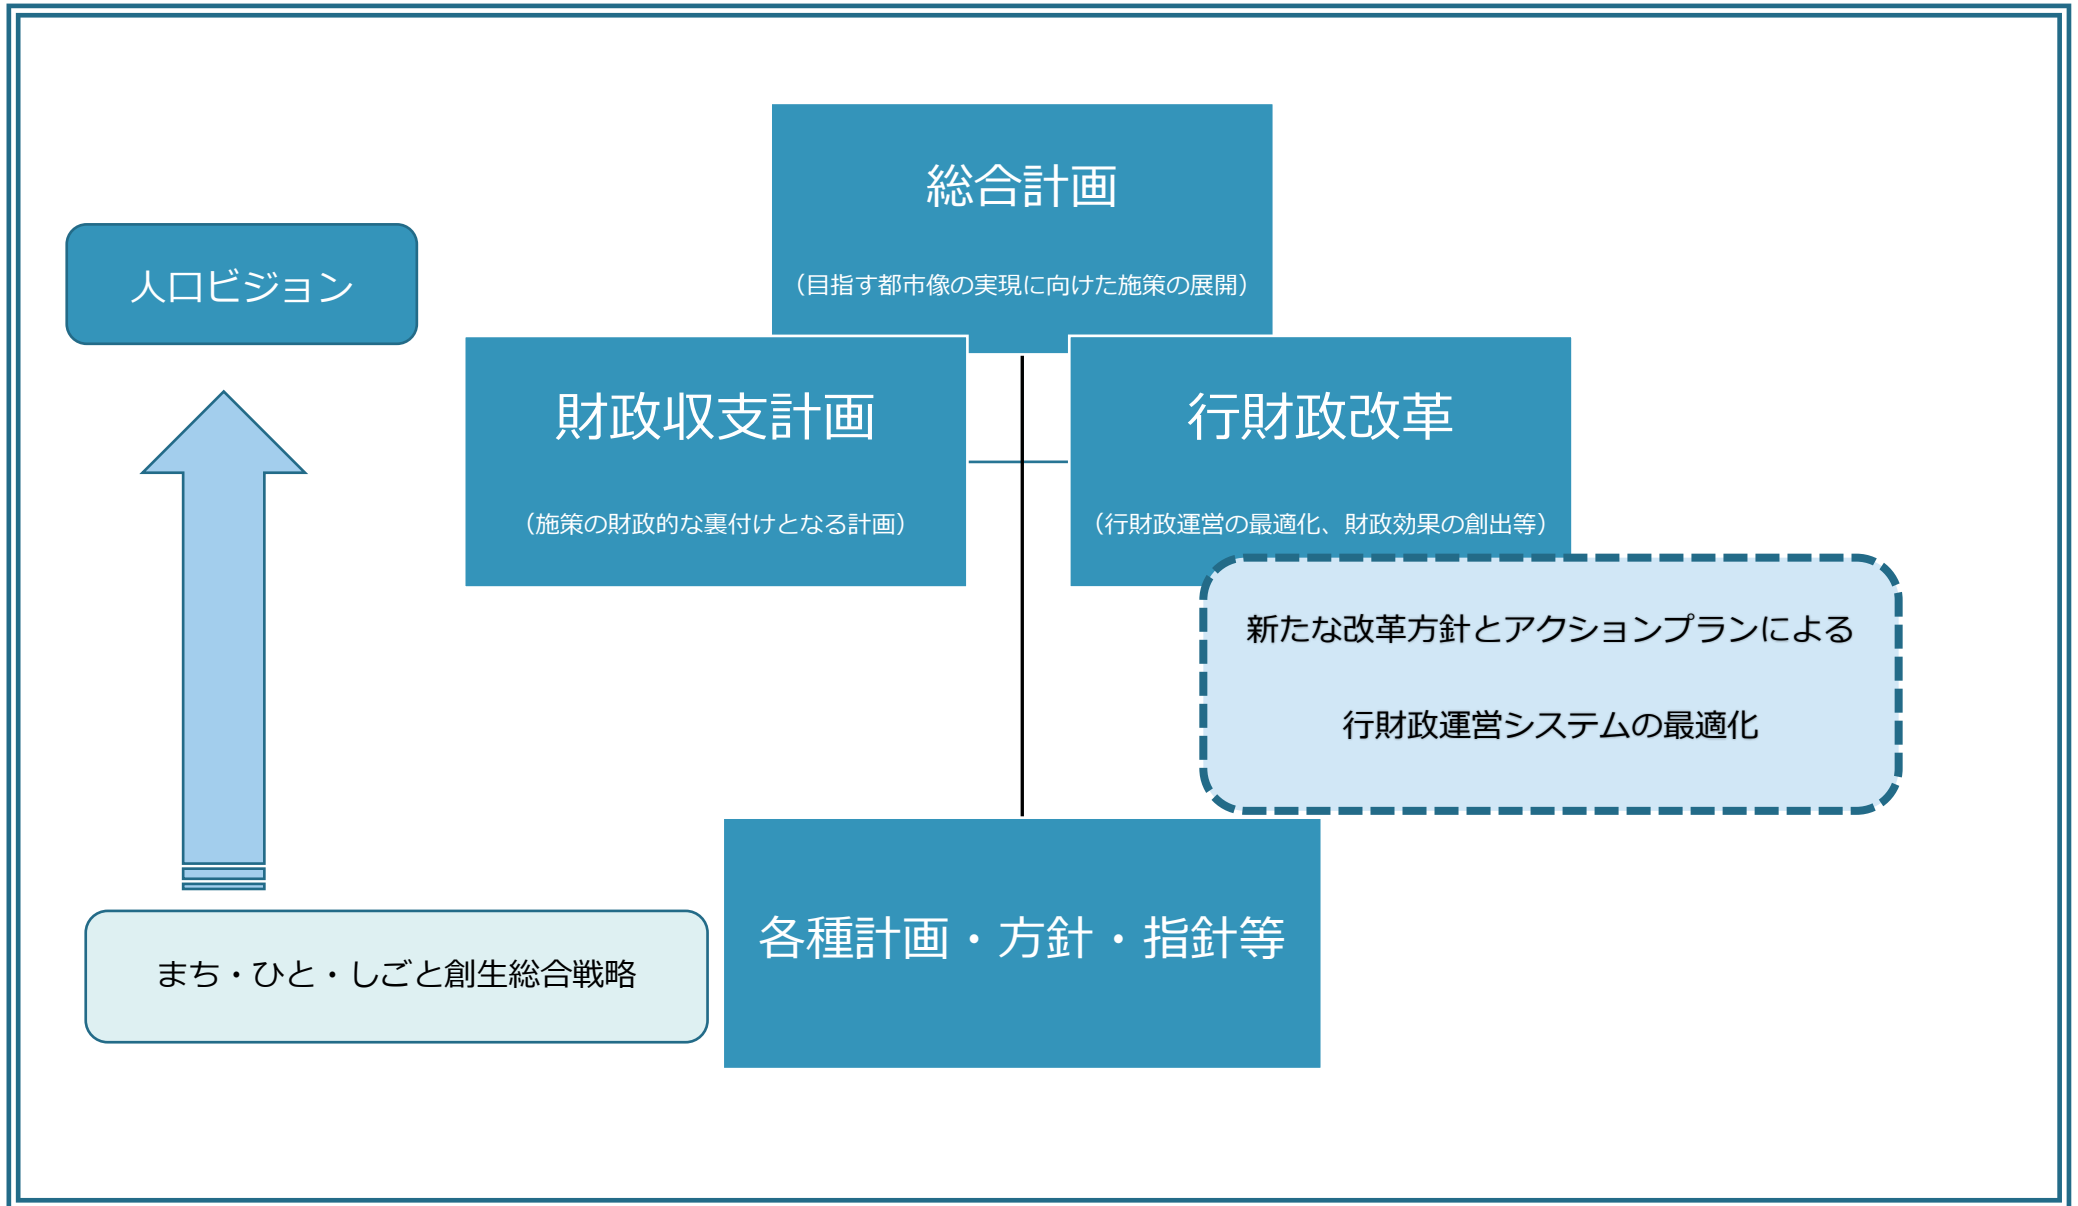 総合計画
（目指す都市像の実現に向けた施策の展開）
人口ビジョン
財政収支計画
（施策の財政的な裏付けとなる計画）
行財政改革
（行財政運営の最適化、財政効果の創出等）
新たな改革方針とアクションプランによる
行財政運営システムの最適化
各種計画・方針・指針等
まち・ひと・しごと創生総合戦略